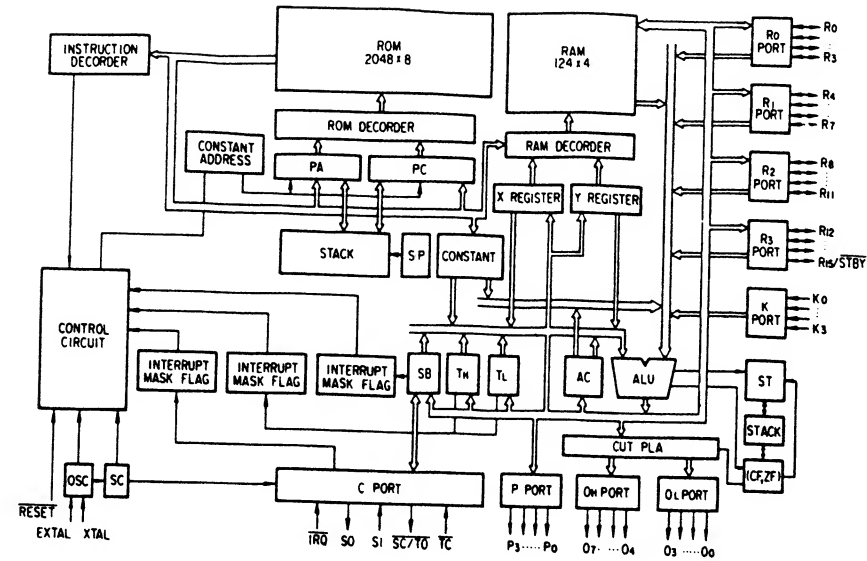 INSTRUCTION
DECORDER
ROM
2048 x 8
RAM
124 x 4
R0
PORT
R0
R3
R1
PORT
R4
R7
R2
PORT
R8
R11
R3
PORT
R12
R15/STBY
K
PORT
K0
K3
ROM DECORDER
CONSTANT
ADDRESS
PA
PC
RAM DECORDER
X REGISTER
Y REGISTER
STACK
SP
CONSTANT
CONTROL
CIRCUIT
INTERRUPT
MASK FLAG
INTERRUPT
MASK FLAG
INTERRUPT
MASK FLAG
SB
TH
TL
AC
ALU
ST
STACK
(CF,ZF)
CUT PLA
OSC
SC
C PORT
P PORT
OH PORT
OL PORT
RESET
EXTAL
XTAL
IRQ
SO
SI
SC/TO
TC
P3·····P0
O7· ··O4
O3·····O0